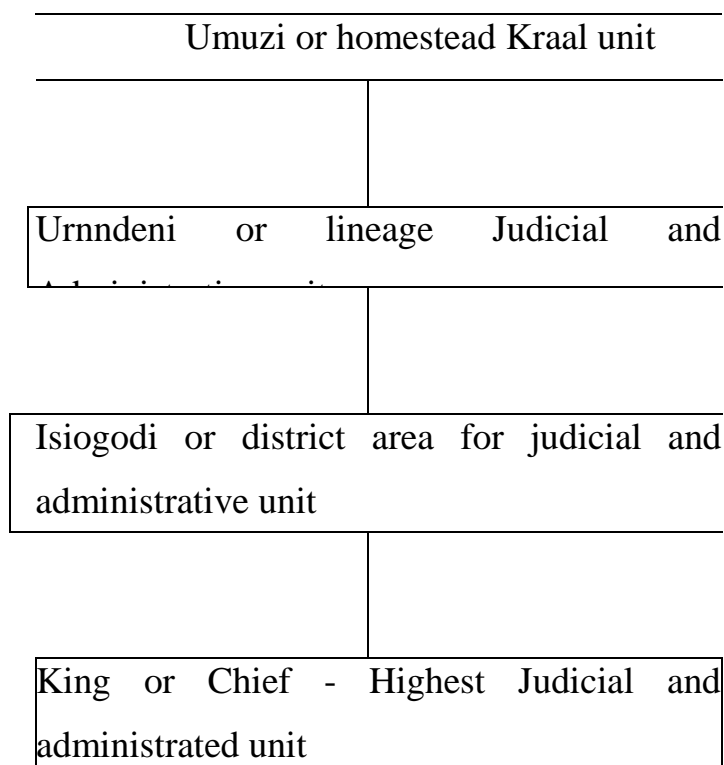 Umuzi or homestead Kraal unit
Urnndeni or lineage Judicial and
Isiogodi or district area for judicial and
administrative unit
King or Chief - Highest Judicial and
administrated unit